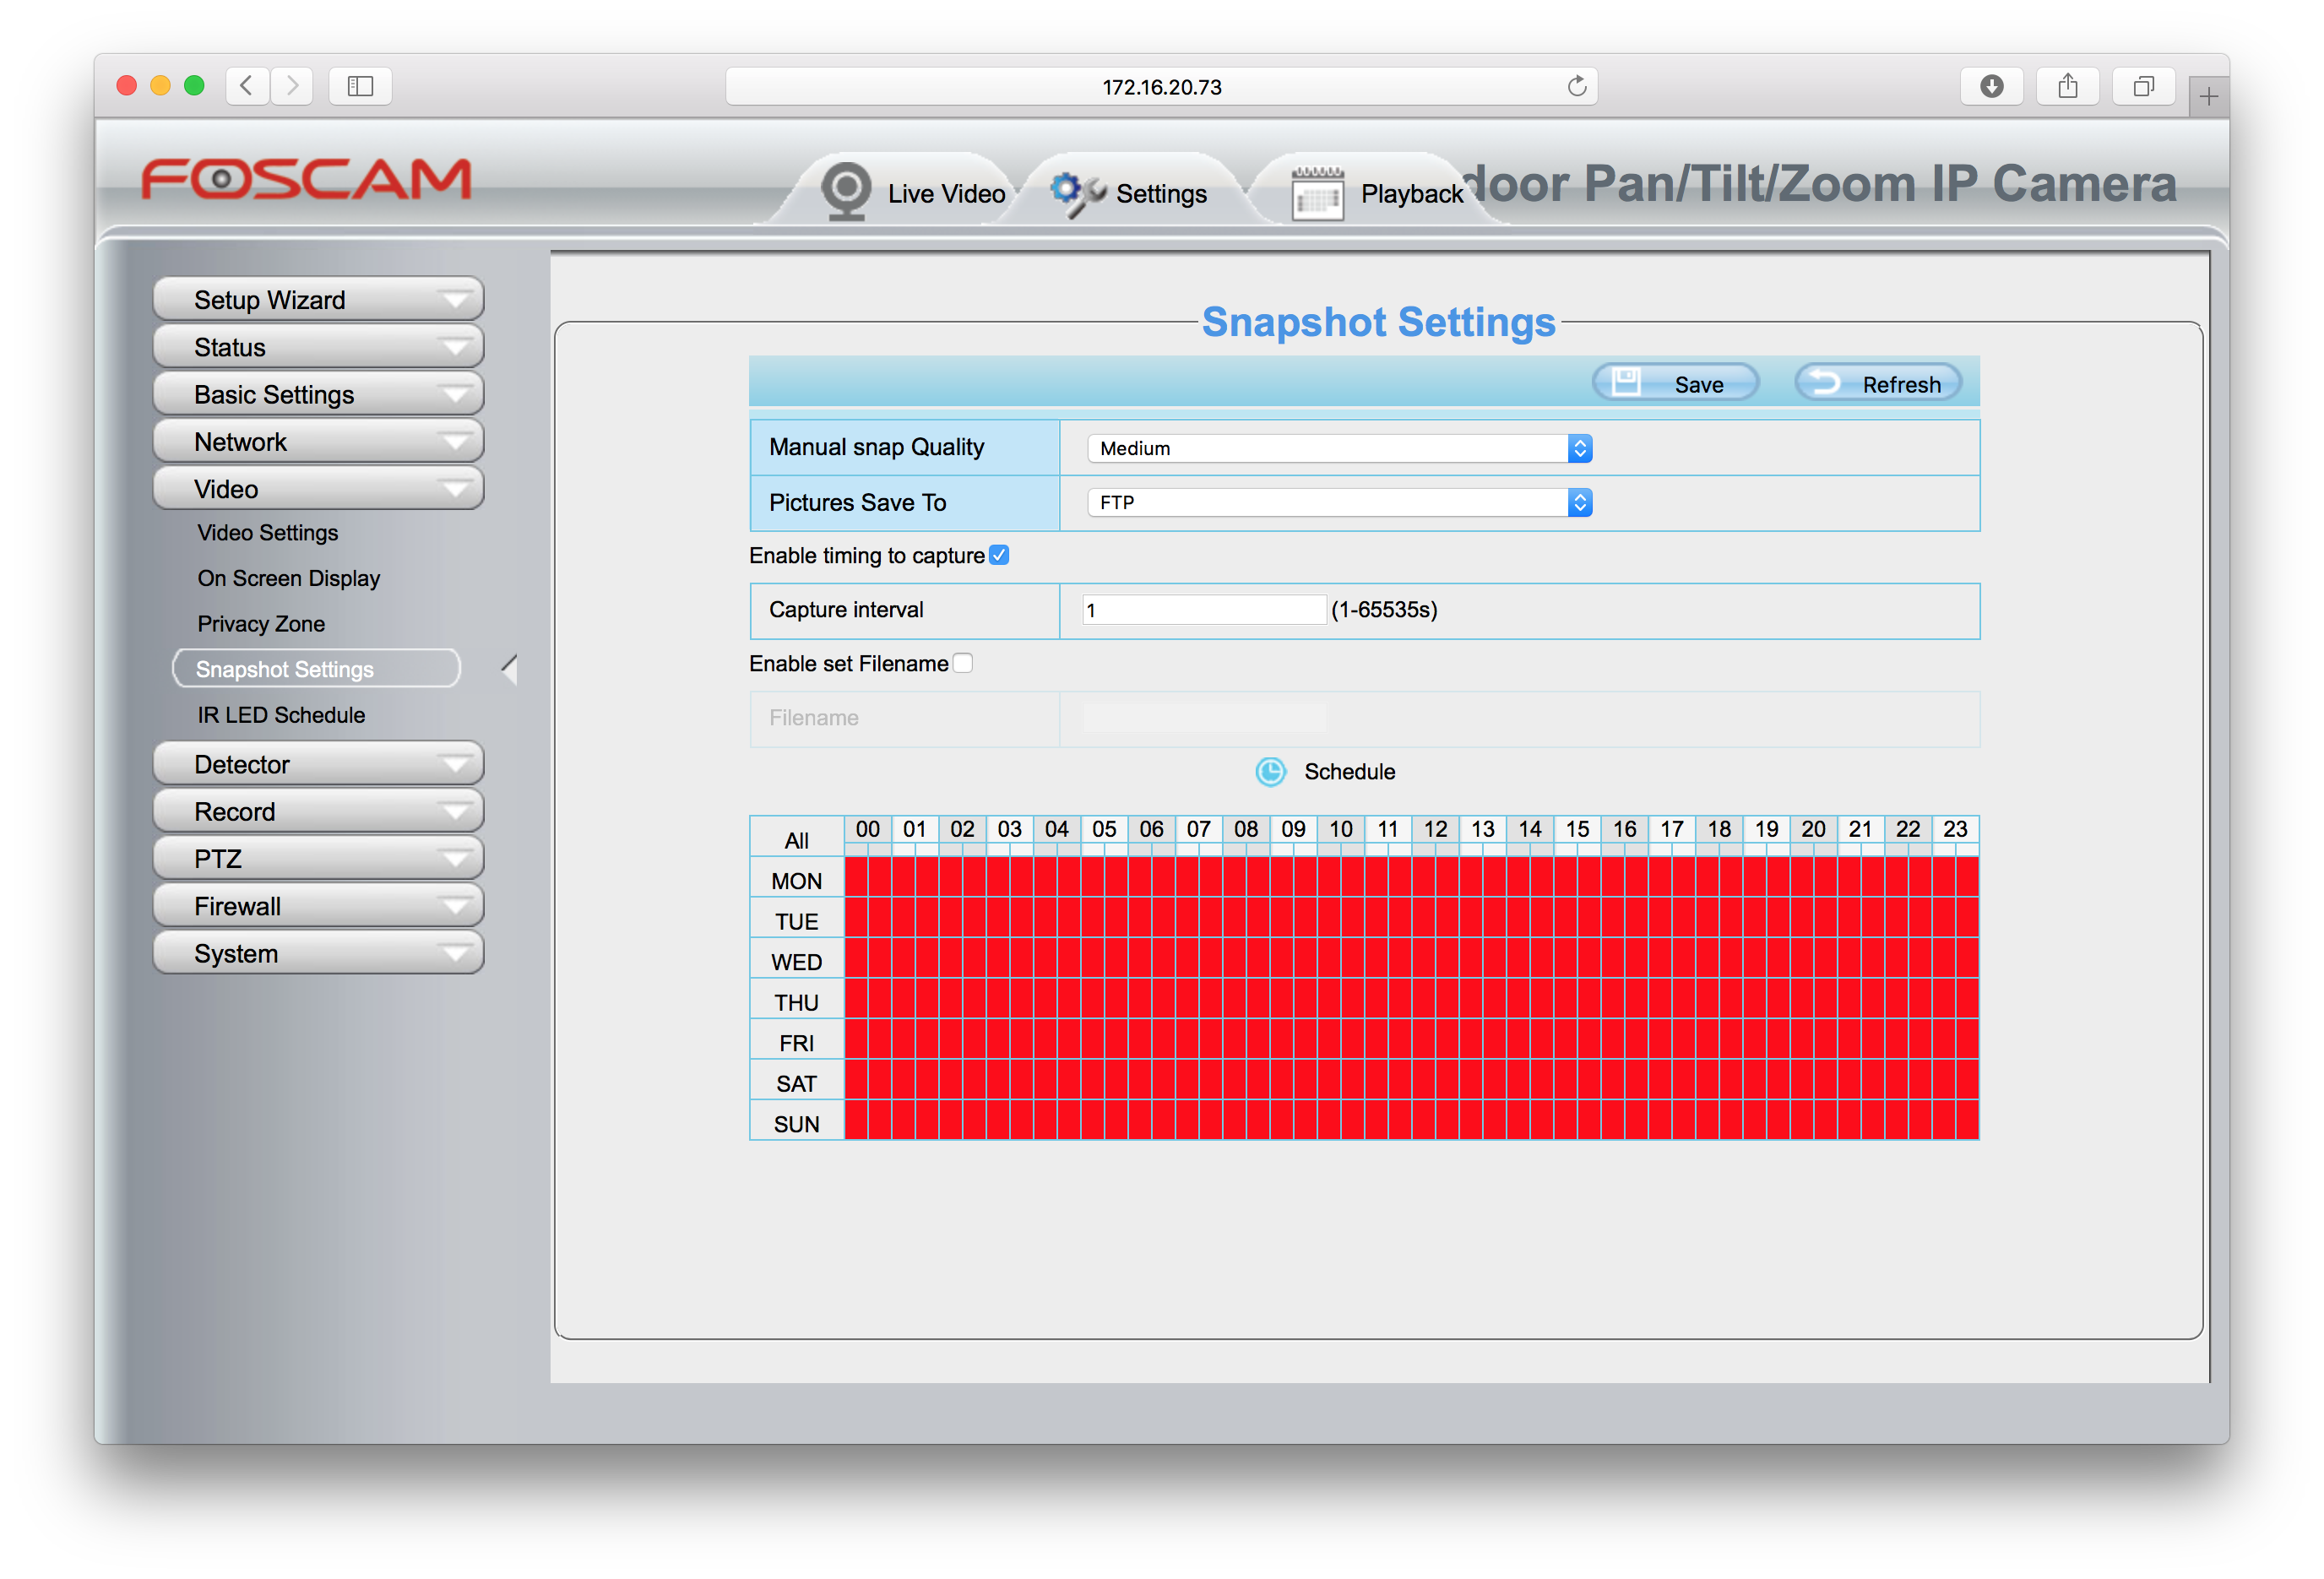 172.16.20.73
FOSCAM
Live Video
Settings
Playback
door Pan/Tilt/Zoom IP Camera
Setup Wizard
Status
Basic Settings
Network
Video
Video Settings
On Screen Display
Privacy Zone
Snapshot Settings
IR LED Schedule
Detector
Record
PTZ
Firewall
System
Snapshot Settings
Save
Refresh
Manual snap Quality
Medium
Pictures Save To
FTP
Enable timing to capture
Capture interval
1
(1-65535s)
Enable set Filename
Filename
Schedule
All 00 01 02 03 04 05 06 07 08 09 10 11 12 13 14 15 16 17 18 19 20 21 22 23
MON
TUE
WED
THU
FRI
SAT
SUN